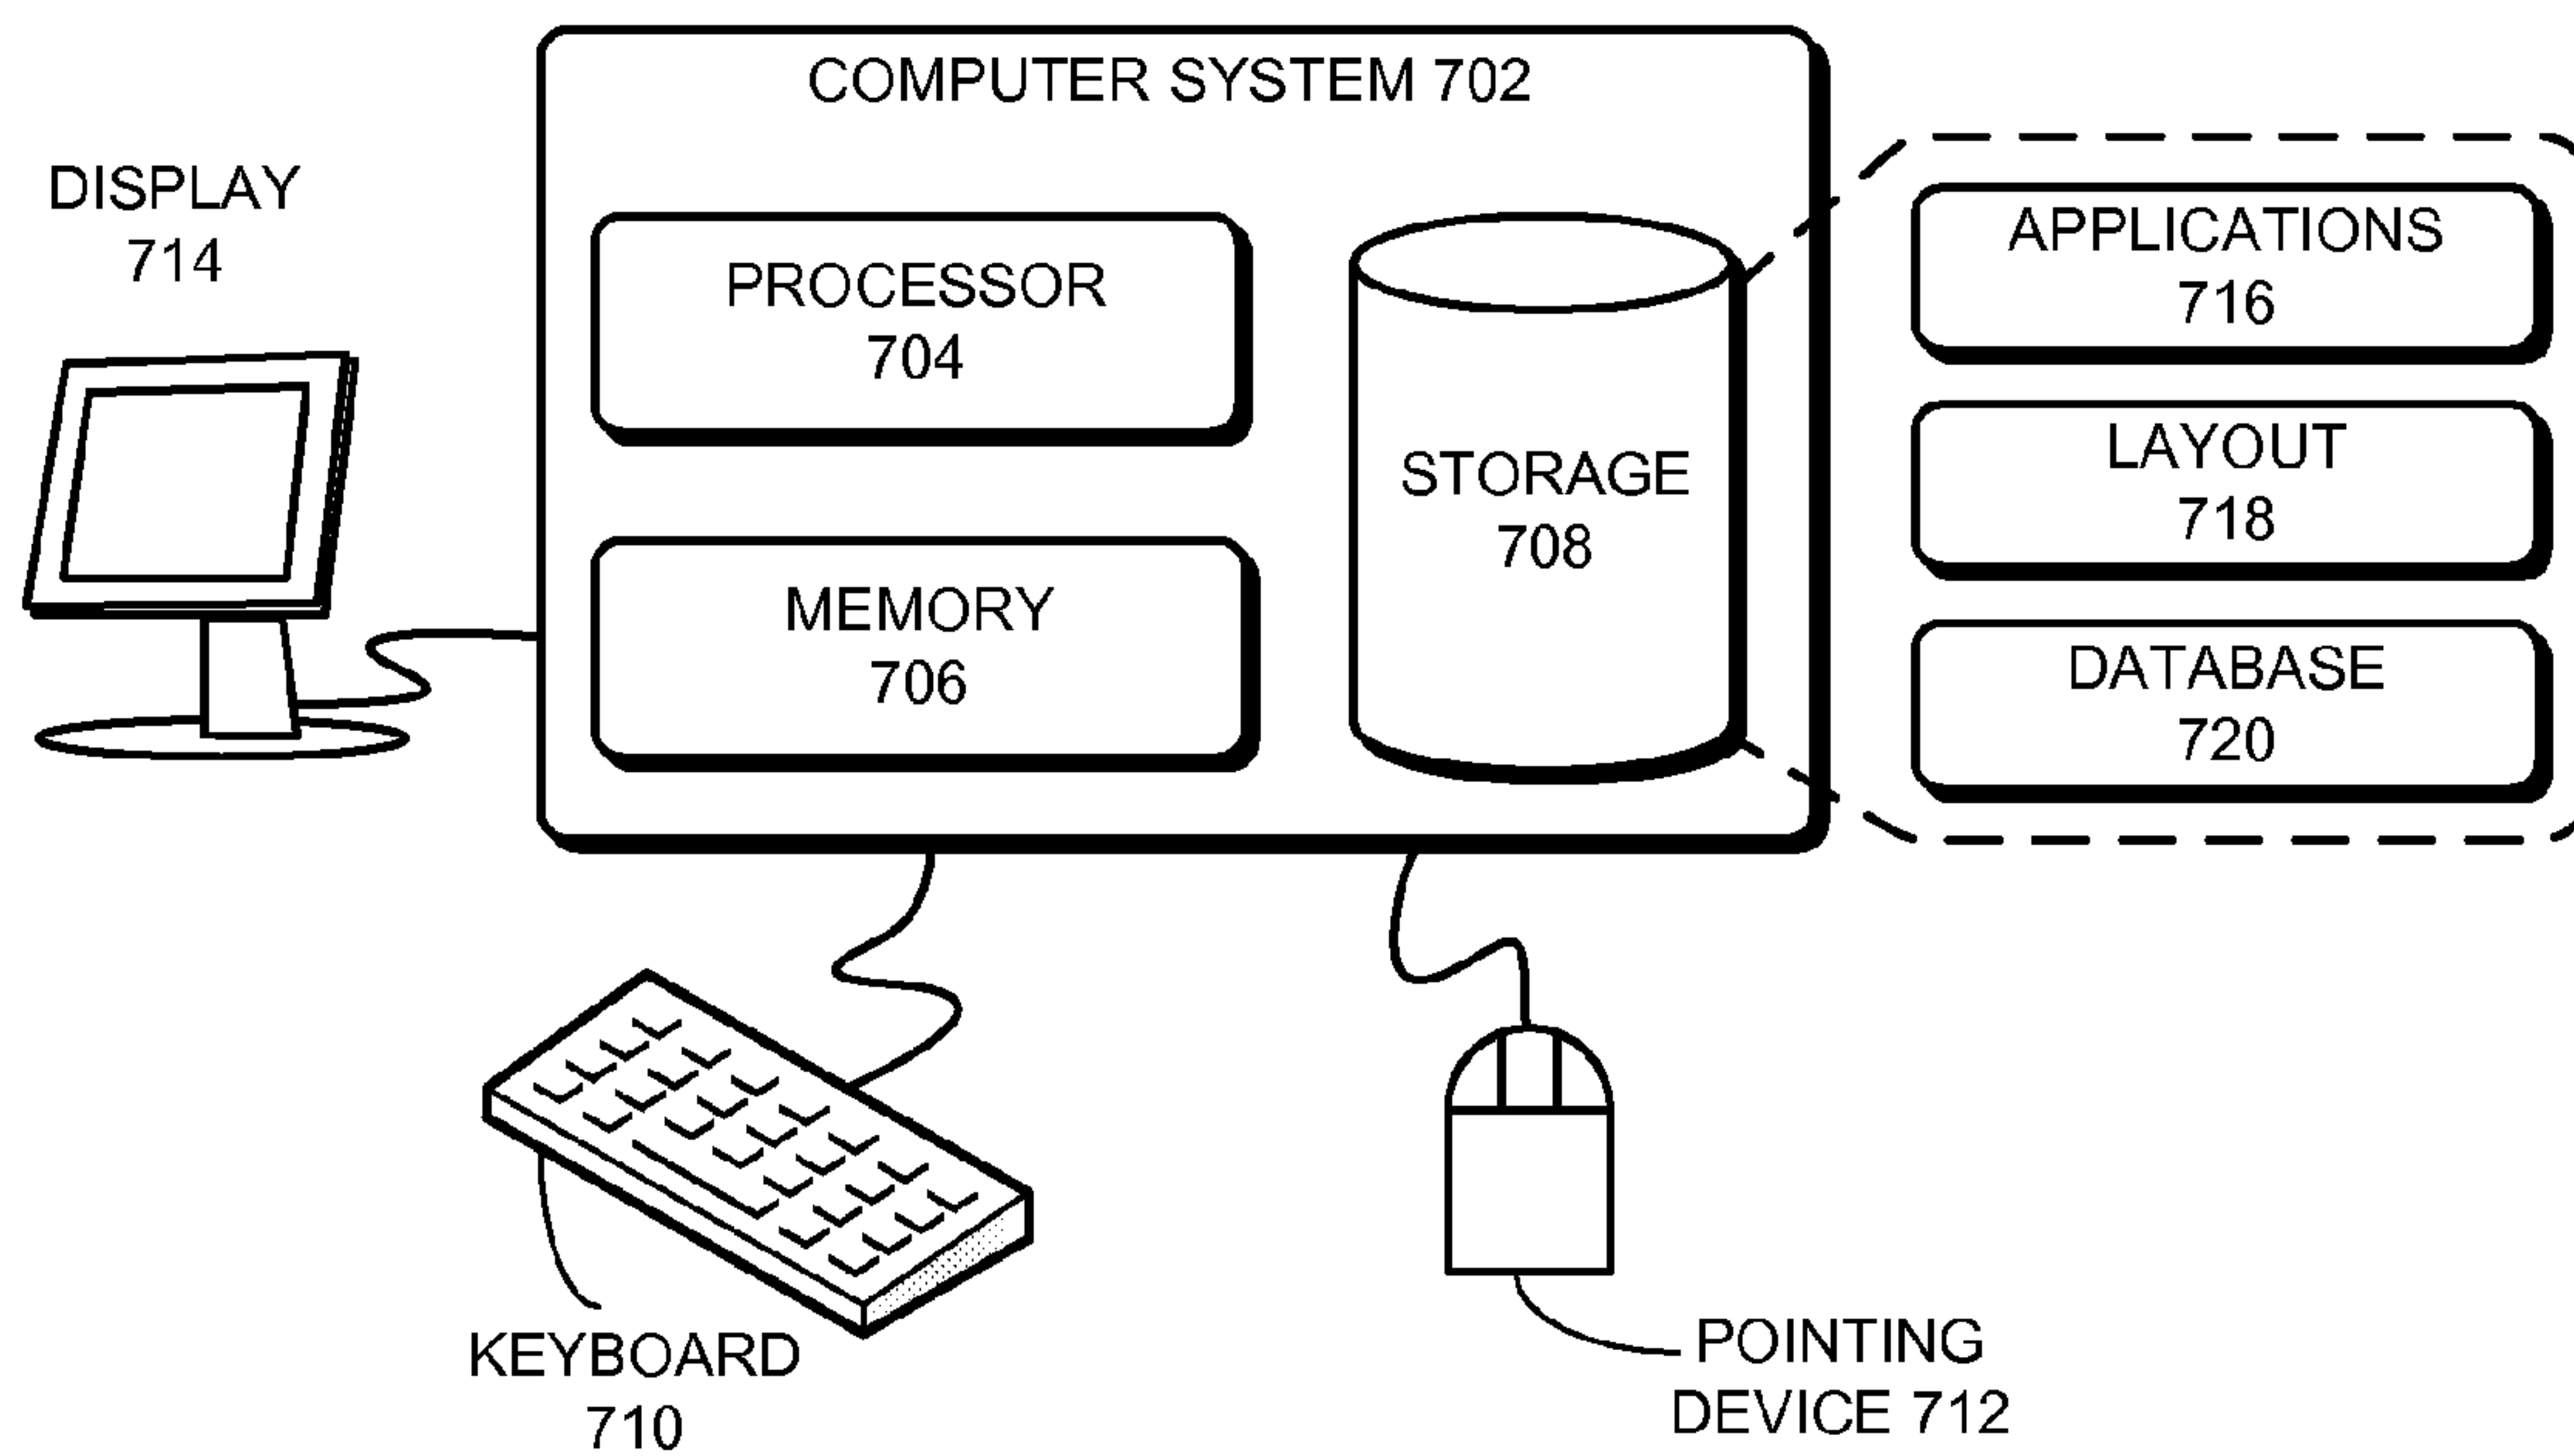 COMPUTER SYSTEM 702
DISPLAY
714
PROCESSOR
704
MEMORY
706
STORAGE
708
APPLICATIONS
716
LAYOUT
718
DATABASE
720
KEYBOARD
710
POINTING
DEVICE 712